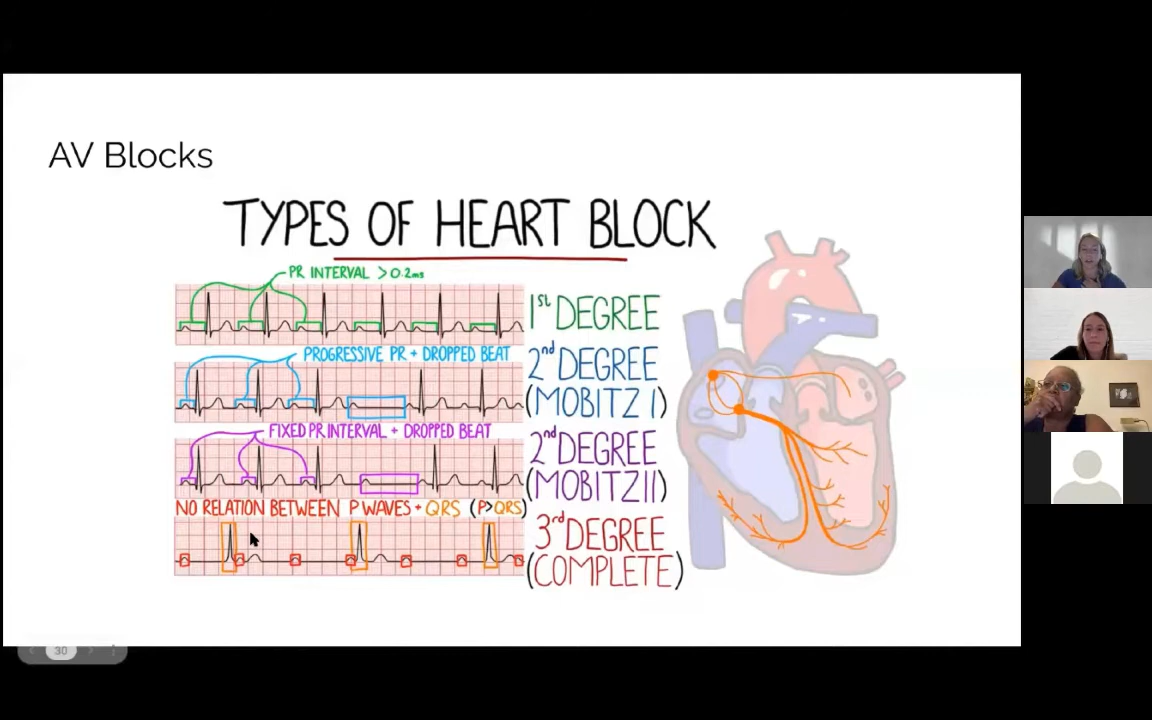 AV Blocks
TYPES OF HEART BLOCK
PR INTERVAL > 0.2ms
1st DEGREE
PROGRESSIVE PR + DROPPED BEAT
2nd DEGREE
(MOBITZ I)
FIXED PR INTERVAL + DROPPED BEAT
2nd DEGREE
(MOBITZ II)
NO RELATION BETWEEN P WAVES + QRS (P>QRS)
3rd DEGREE
(COMPLETE)
30